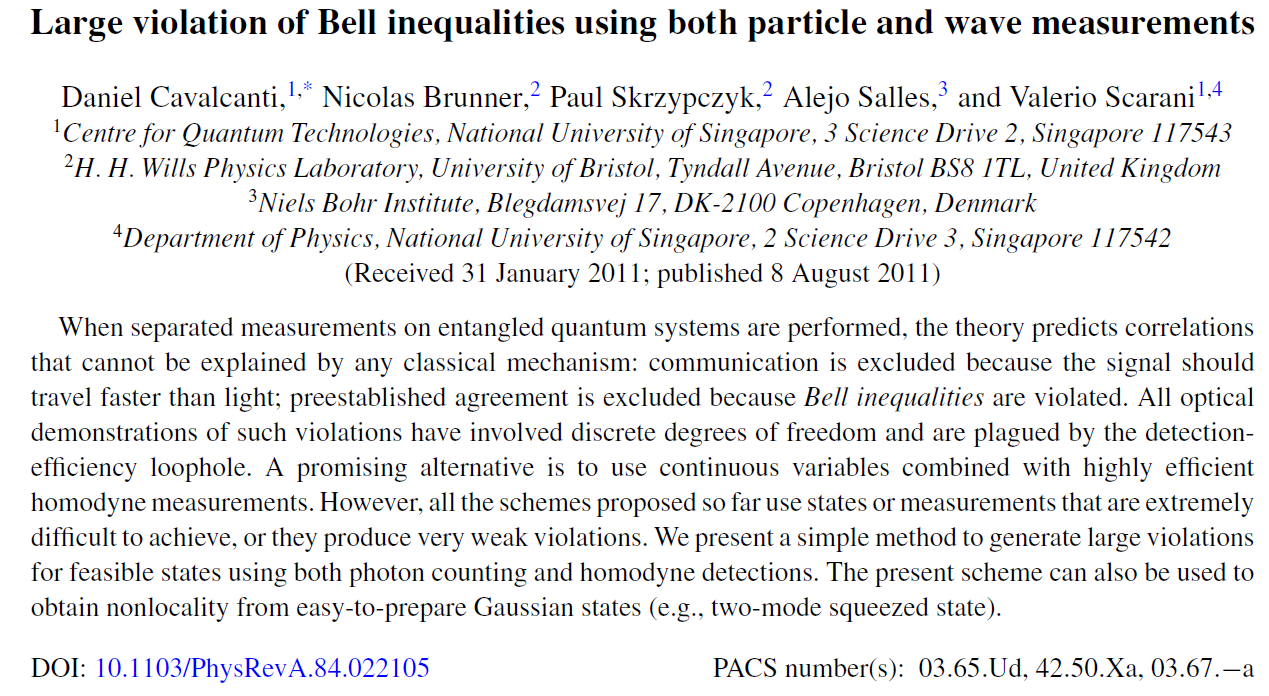 Large violation of Bell inequalities using both particle and wave measurements
Daniel Cavalcanti,1,* Nicolas Brunner,2 Paul Skrzypczyk,2 Alejo Salles,3 and Valerio Scarani1,4
1Centre for Quantum Technologies, National University of Singapore, 3 Science Drive 2, Singapore 117543
2H. H. Wills Physics Laboratory, University of Bristol, Tyndall Avenue, Bristol BS8 1TL, United Kingdom
3Niels Bohr Institute, Blegdamsvej 17, DK-2100 Copenhagen, Denmark
4Department of Physics, National University of Singapore, 2 Science Drive 3, Singapore 117542
(Received 31 January 2011; published 8 August 2011)
When separated measurements on entangled quantum systems are performed, the theory predicts correlations
that cannot be explained by any classical mechanism: communication is excluded because the signal should
travel faster than light; preestablished agreement is excluded because Bell inequalities are violated. All optical
demonstrations of such violations have involved discrete degrees of freedom and are plagued by the detection-
efficiency loophole. A promising alternative is to use continuous variables combined with highly efficient
homodyne measurements. However, all the schemes proposed so far use states or measurements that are extremely
difficult to achieve, or they produce very weak violations. We present a simple method to generate large violations
for feasible states using both photon counting and homodyne detections. The present scheme can also be used to
obtain nonlocality from easy-to-prepare Gaussian states (e.g., two-mode squeezed state).
DOI: 10.1103/PhysRevA.84.022105 PACS number(s): 03.65.Ud, 42.50.Xa, 03.67.−a